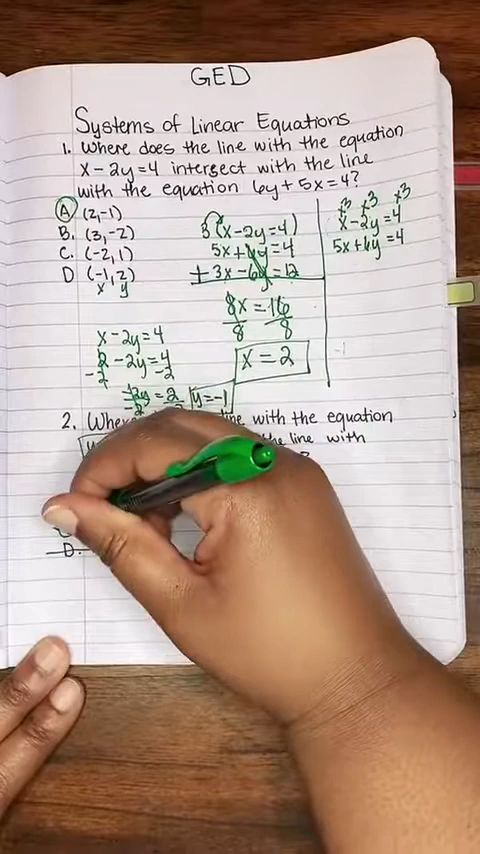 GED
Systems of Linear Equations
1. Where does the line with the equation
x - 2y = 4 intersect with the line
with the equation 6y + 5x = 4?
A (2, -1)
B. (3, -2)
C. (-2, 1)
D (-1, 2)
x y
3(x - 2y = 4)
5x + 6y = 4
+ 3x - 6y = 12
8x = 16
8 8
x = 2
x3 x3 x3
x - 2y = 4
5x + 6y = 4
x - 2y = 4
2 - 2y = 4
-2 -2
-2y = 2
y = -1
2. line with the equation
the line with
D.